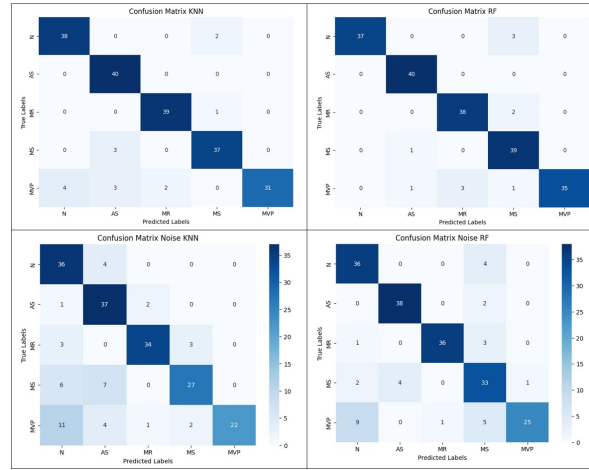 Confusion Matrix KNN
N 38 0 0 2 0
AS 0 40 0 0 0
MR 0 0 39 1 0
MS 0 3 0 37 0
MVP 4 3 2 0 31
N AS MR MS MVP
Predicted Labels
True Labels
Confusion Matrix RF
N 37 0 0 3 0
AS 0 40 0 0 0
MR 0 0 38 2 0
MS 0 1 0 39 0
MVP 0 1 3 1 35
N AS MR MS MVP
Predicted Labels
True Labels
Confusion Matrix Noise KNN
N 36 4 0 0 0
AS 1 37 2 0 0
MR 3 0 34 3 0
MS 6 7 0 27 0
MVP 11 4 1 2 22
N AS MR MS MVP
Predicted Labels
True Labels
35
30
25
20
15
10
5
0
Confusion Matrix Noise RF
N 36 0 0 4 0
AS 0 38 0 2 0
MR 1 0 36 3 0
MS 2 4 0 33 1
MVP 9 0 1 5 25
N AS MR MS MVP
Predicted Labels
True Labels
35
30
25
20
15
10
5
0